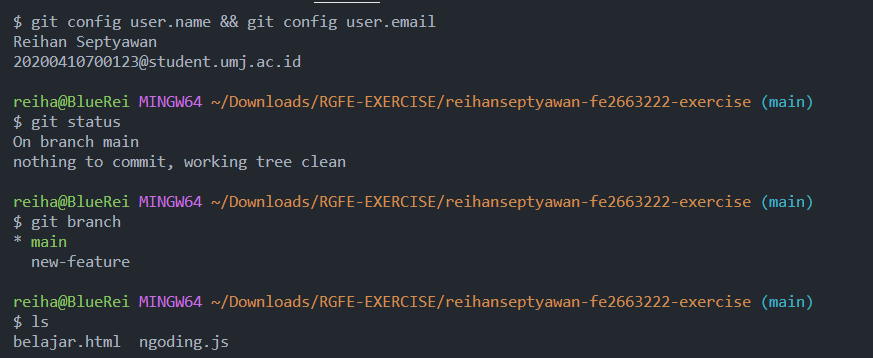 $ git config user.name && git config user.email
Reihan Septyawan
20200410700123@student.umj.ac.id
reiha@BlueRei MINGW64 ~/Downloads/RGFE-EXERCISE/reihanseptyawan-fe2663222-exercise (main)
$ git status
On branch main
nothing to commit, working tree clean
reiha@BlueRei MINGW64 ~/Downloads/RGFE-EXERCISE/reihanseptyawan-fe2663222-exercise (main)
$ git branch
* main
  new-feature
reiha@BlueRei MINGW64 ~/Downloads/RGFE-EXERCISE/reihanseptyawan-fe2663222-exercise (main)
$ ls
belajar.html  ngoding.js